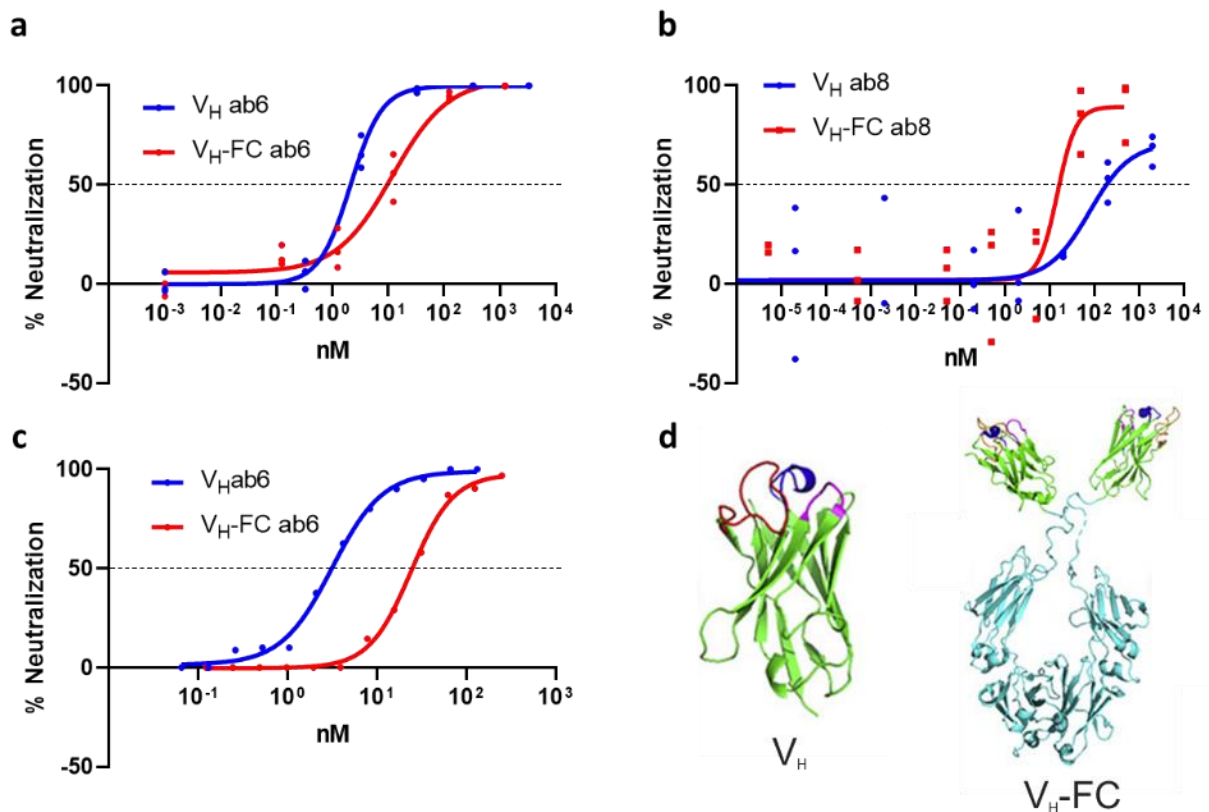 a
100
50
0
-50
% Neutralization
V_H ab6
V_H-FC ab6
10^-3 10^-2 10^-1 10^0 10^1 10^2 10^3 10^4
nM
b
100
50
0
-50
% Neutralization
V_H ab8
V_H-FC ab8
10^-5 10^-4 10^-3 10^-2 10^-1 10^0 10^1 10^2 10^3 10^4
nM
c
100
50
0
-50
% Neutralization
V_Hab6
V_H-FC ab6
10^-1 10^0 10^1 10^2 10^3
nM
d
V_H
V_H-FC